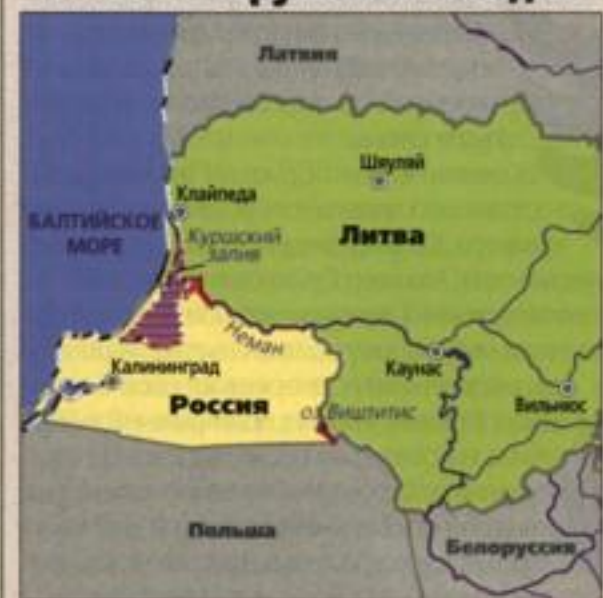 Латвия
Шяуляй
Клайпеда
БАЛТИЙСКОЕ
МОРЕ
Куршский
залив
Литва
Неман
Калининград
Каунас
Россия
оз. Виштитис
Вильнюс
Польша
Белоруссия